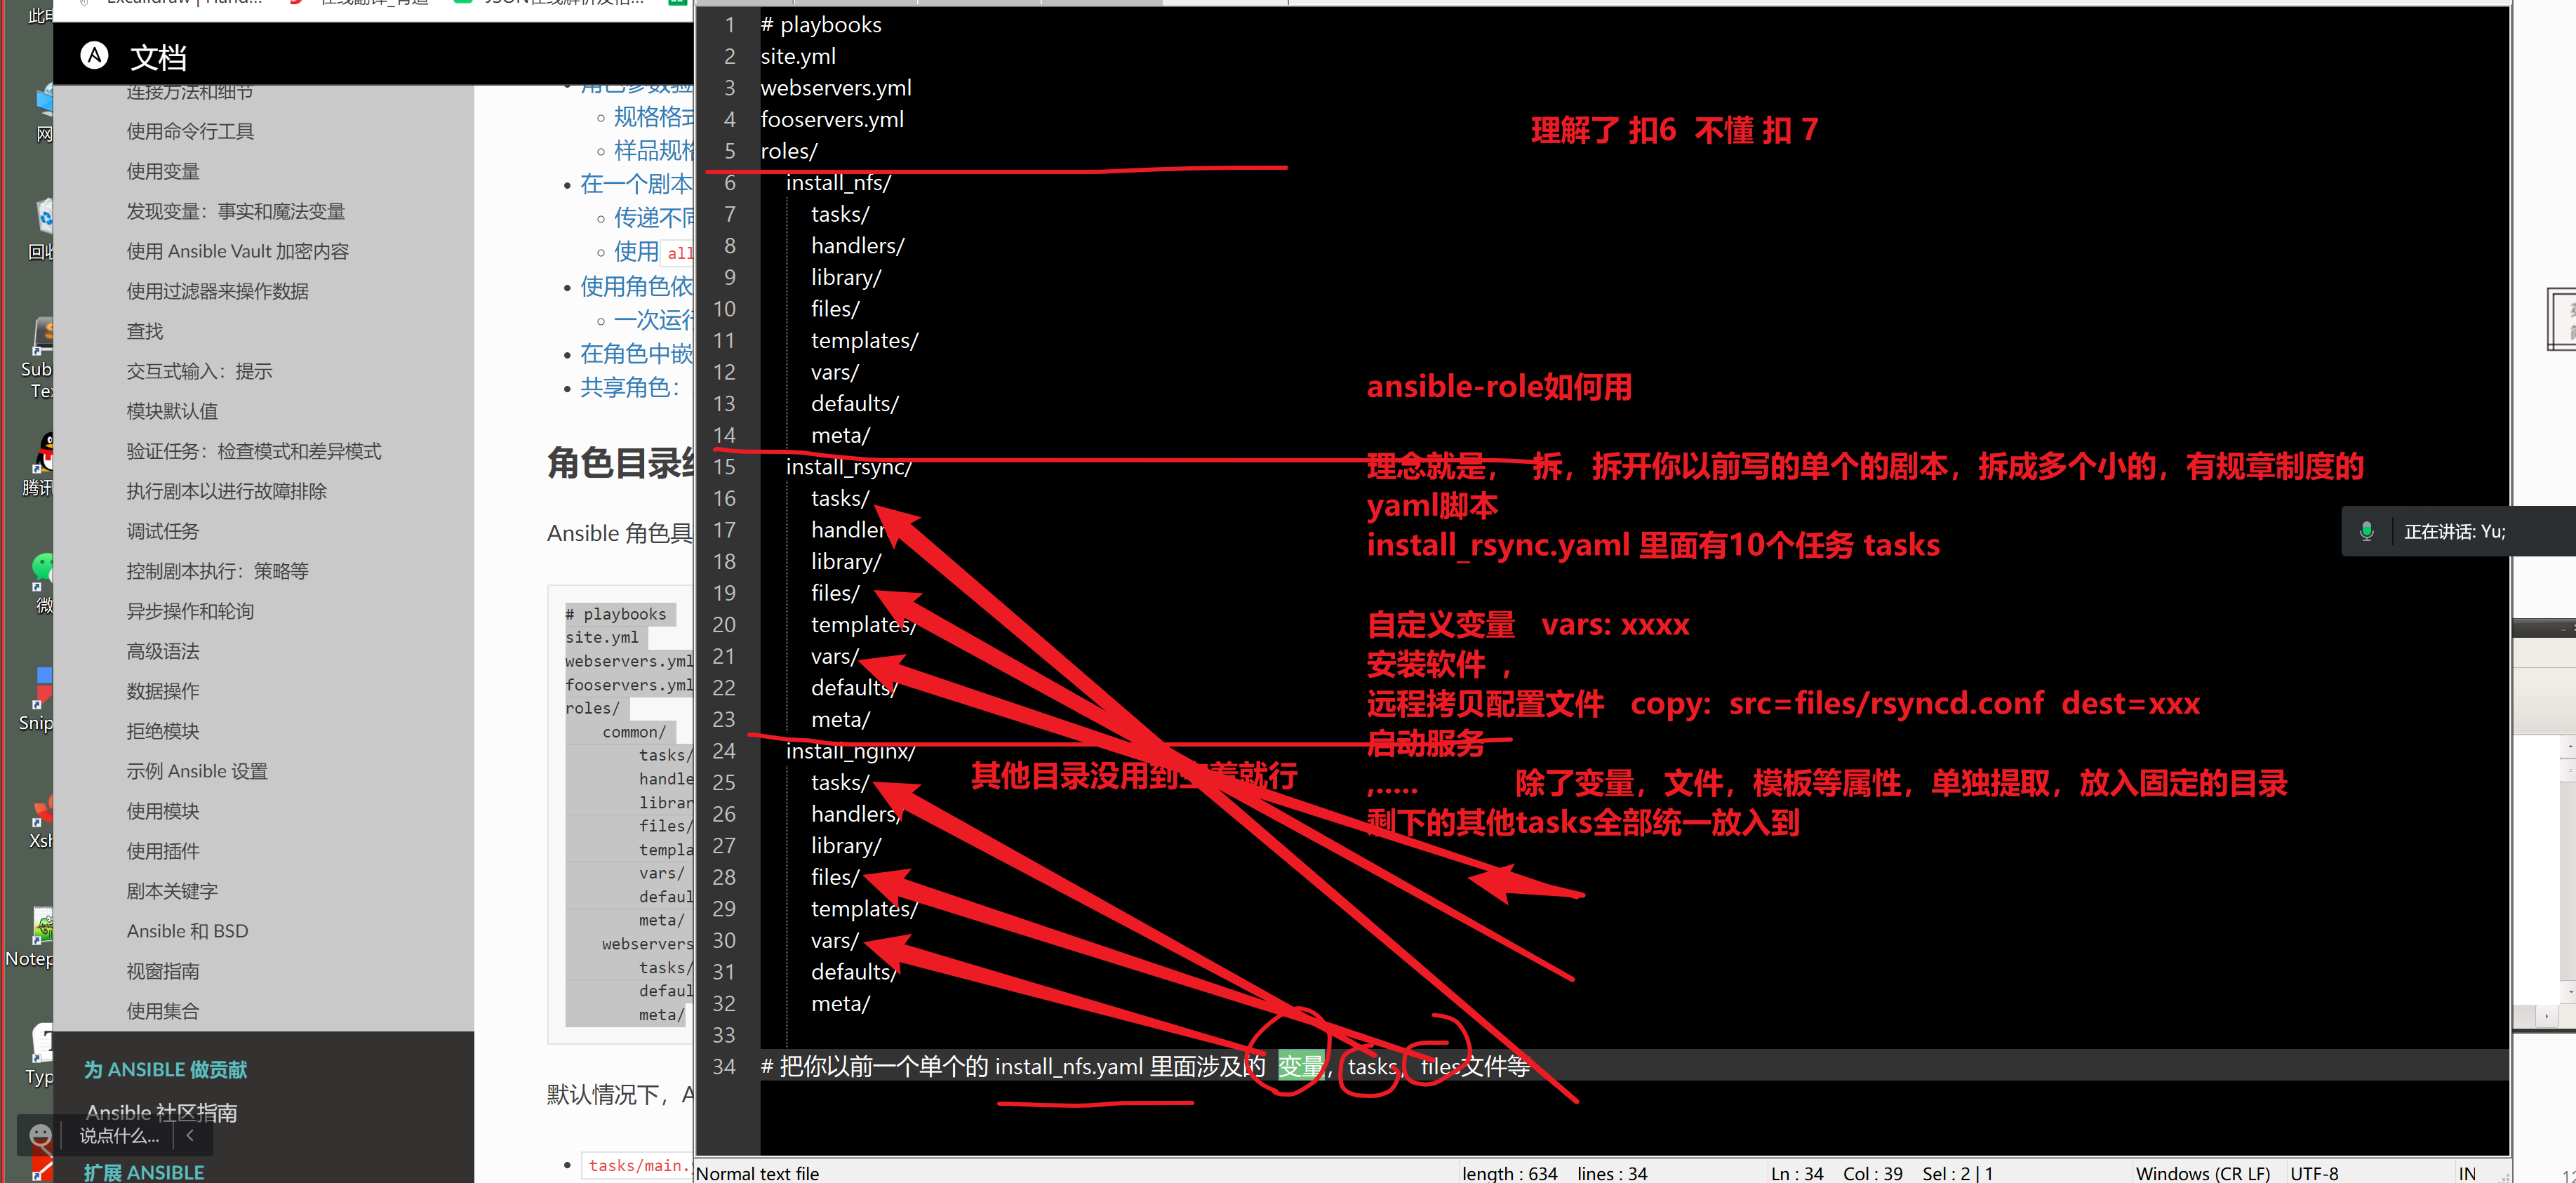 文档
连接方法和细节
使用命令行工具
使用变量
发现变量：事实和魔法变量
使用 Ansible Vault 加密内容
使用过滤器来操作数据
查找
交互式输入：提示
模块默认值
验证任务：检查模式和差异模式
执行剧本以进行故障排除
调试任务
控制剧本执行：策略等
异步操作和轮询
高级语法
数据操作
拒绝模块
示例 Ansible 设置
使用模块
使用插件
剧本关键字
Ansible 和 BSD
视窗指南
使用集合
为 ANSIBLE 做贡献
Ansible 社区指南
说点什么...
扩展 ANSIBLE
规格格式
样品规格
在一个剧本
传递不同
使用 all
使用角色依
一次运行
在角色中嵌
共享角色：
角色目录结
Ansible 角色具
# playbooks
site.yml
webservers.yml
fooservers.yml
roles/
common/
tasks/
handle
librar
files/
templa
vars/
defaul
meta/
webservers
tasks/
defaul
meta/
默认情况下，A
tasks/main.
1 # playbooks
2 site.yml
3 webservers.yml
4 fooservers.yml
5 roles/
6 install_nfs/
7 tasks/
8 handlers/
9 library/
10 files/
11 templates/
12 vars/
13 defaults/
14 meta/
15 install_rsync/
16 tasks/
17 handler
18 library/
19 files/
20 templates/
21 vars/
22 defaults/
23 meta/
24 install_nginx/
25 tasks/
26 handlers/
27 library/
28 files/
29 templates/
30 vars/
31 defaults/
32 meta/
33
34 # 把你以前一个单个的 install_nfs.yaml 里面涉及的 变量，tasks，files文件等
理解了 扣6 不懂 扣 7
ansible-role如何用
理念就是， 拆，拆开你以前写的单个的剧本，拆成多个小的，有规章制度的
yaml脚本
install_rsync.yaml 里面有10个任务 tasks
自定义变量 vars: xxxx
安装软件 ，
远程拷贝配置文件 copy: src=files/rsyncd.conf dest=xxx
启动服务
,..... 除了变量，文件，模板等属性，单独提取，放入固定的目录
剩下的其他tasks全部统一放入到
其他目录没用到空着就行
正在讲话: Yu;
网
回收
Sub
Te
腾讯
微
Snip
Xsh
Notep
Typ
Normal text file
length : 634 lines : 34
Ln : 34 Col : 39 Sel : 2 | 1
Windows (CR LF)
UTF-8
IN